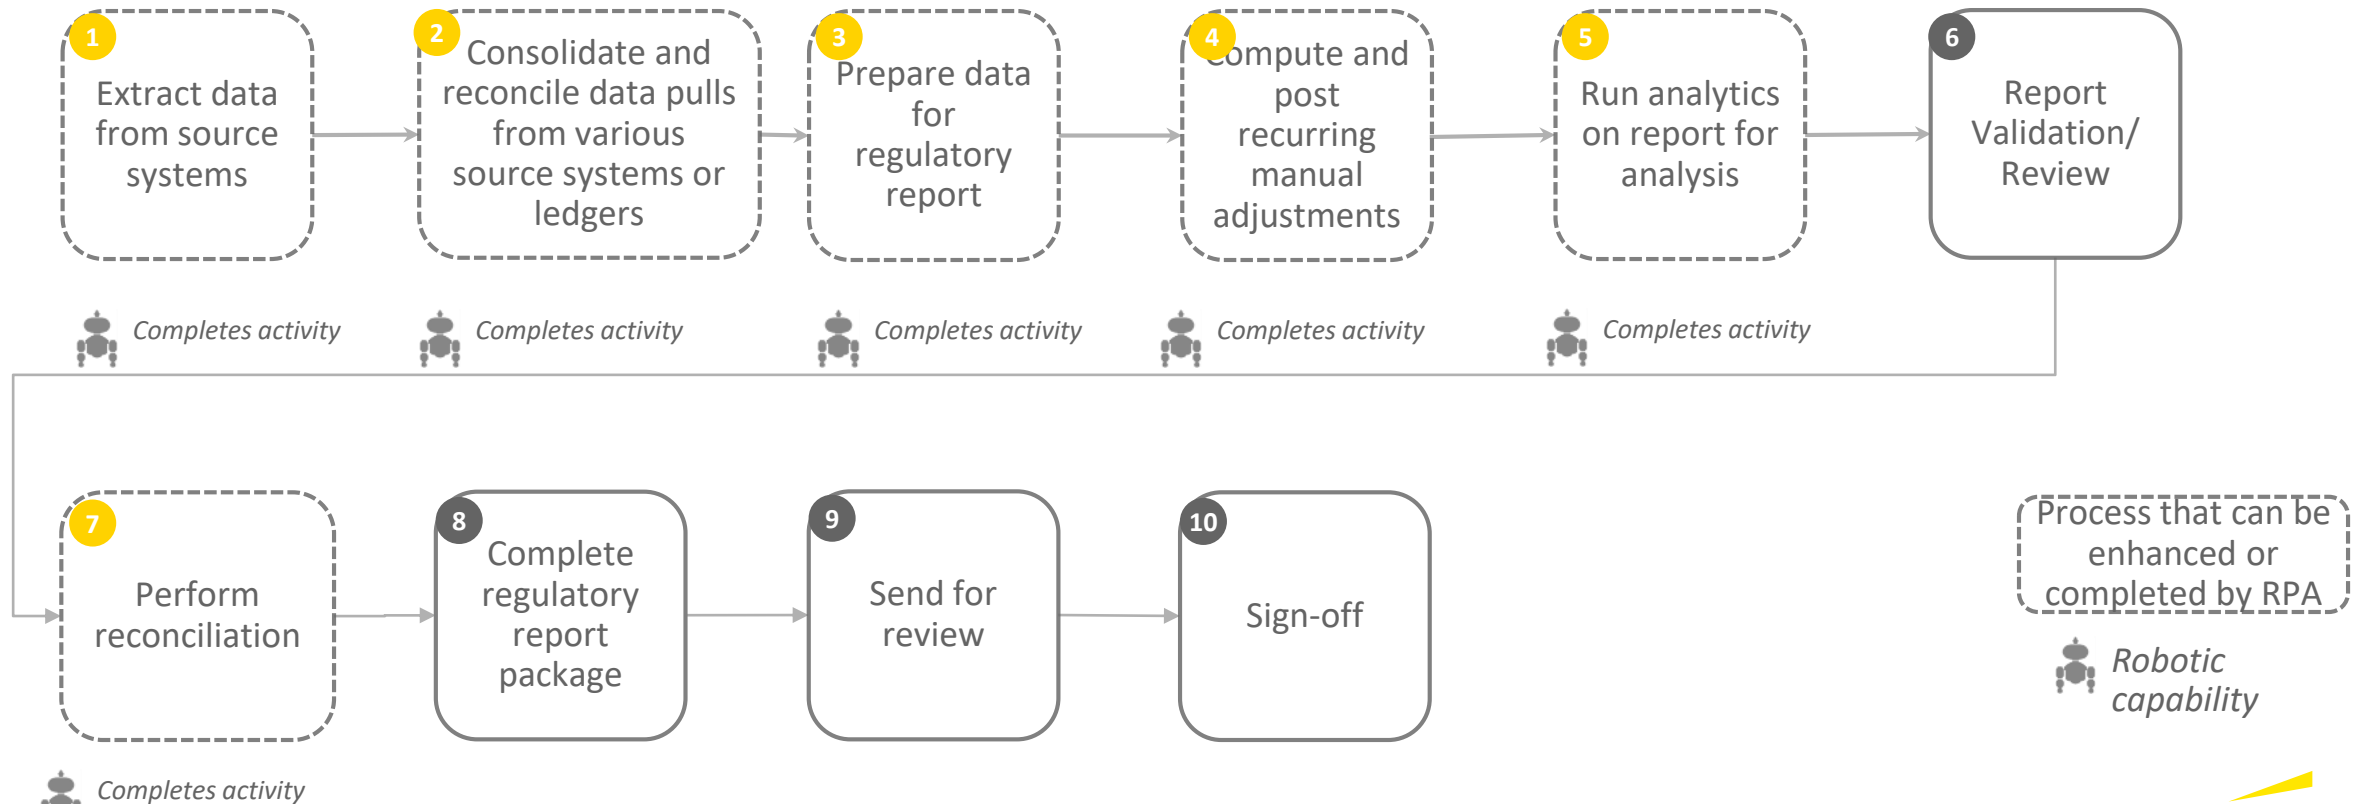 1
Extract data
from source
systems
2
Consolidate and
reconcile data pulls
from various
source systems or
ledgers
3
Prepare data
for
regulatory
report
4
Compute and
post
recurring
manual
adjustments
5
Run analytics
on report for
analysis
6
Report
Validation/
Review
Completes activity
Completes activity
Completes activity
Completes activity
Completes activity
7
Perform
reconciliation
8
Complete
regulatory
report
package
9
Send for
review
10
Sign-off
Process that can be
enhanced or
completed by RPA
Robotic
capability
Completes activity